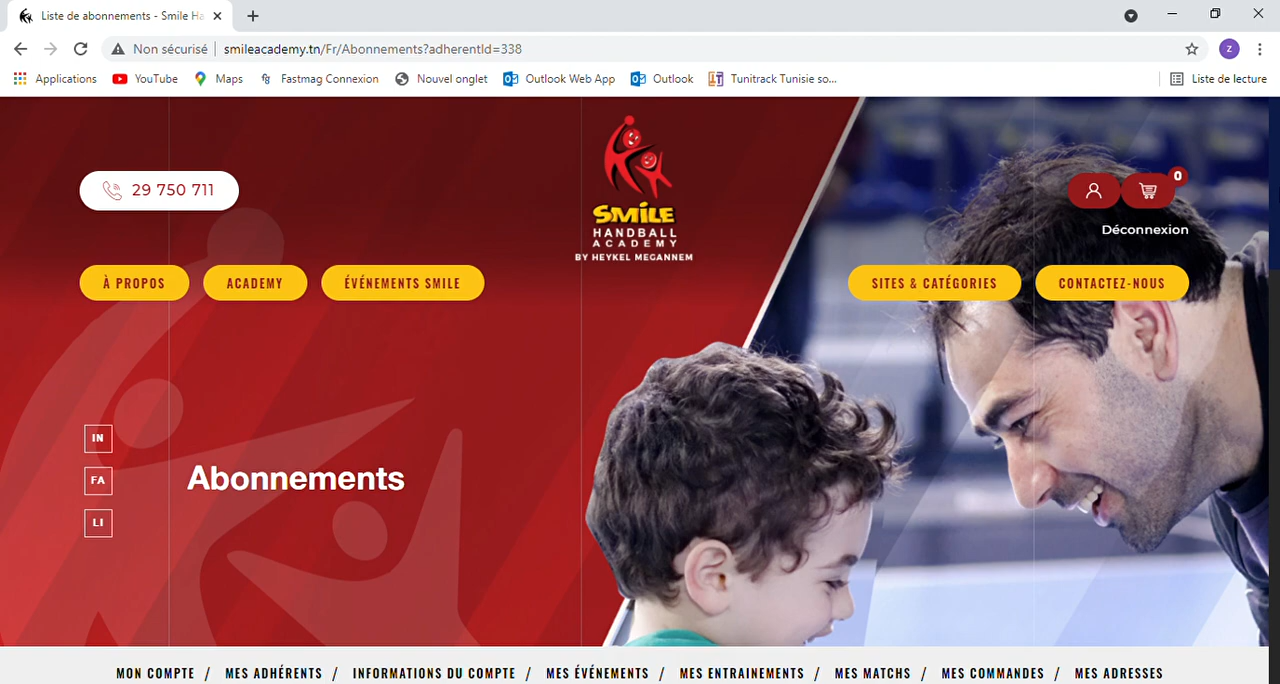 Liste de abonnements - Smile Ha
Non sécurisé smileacademy.tn/Fr/Abonnements?adherentId=338
Z
Applications YouTube Maps Fastmag Connexion Nouvel onglet Outlook Web App Outlook Tunitrack Tunisie so... Liste de lecture
29 750 711
SMILE
HANDBALL
ACADEMY
BY HEYKEL MEGANNEM
0
Déconnexion
À PROPOS ACADEMY ÉVÉNEMENTS SMILE SITES & CATÉGORIES CONTACTEZ-NOUS
IN
FA
LI
Abonnements
MON COMPTE / MES ADHÉRENTS / INFORMATIONS DU COMPTE / MES ÉVÉNEMENTS / MES ENTRAINEMENTS / MES MATCHS / MES COMMANDES / MES ADRESSES